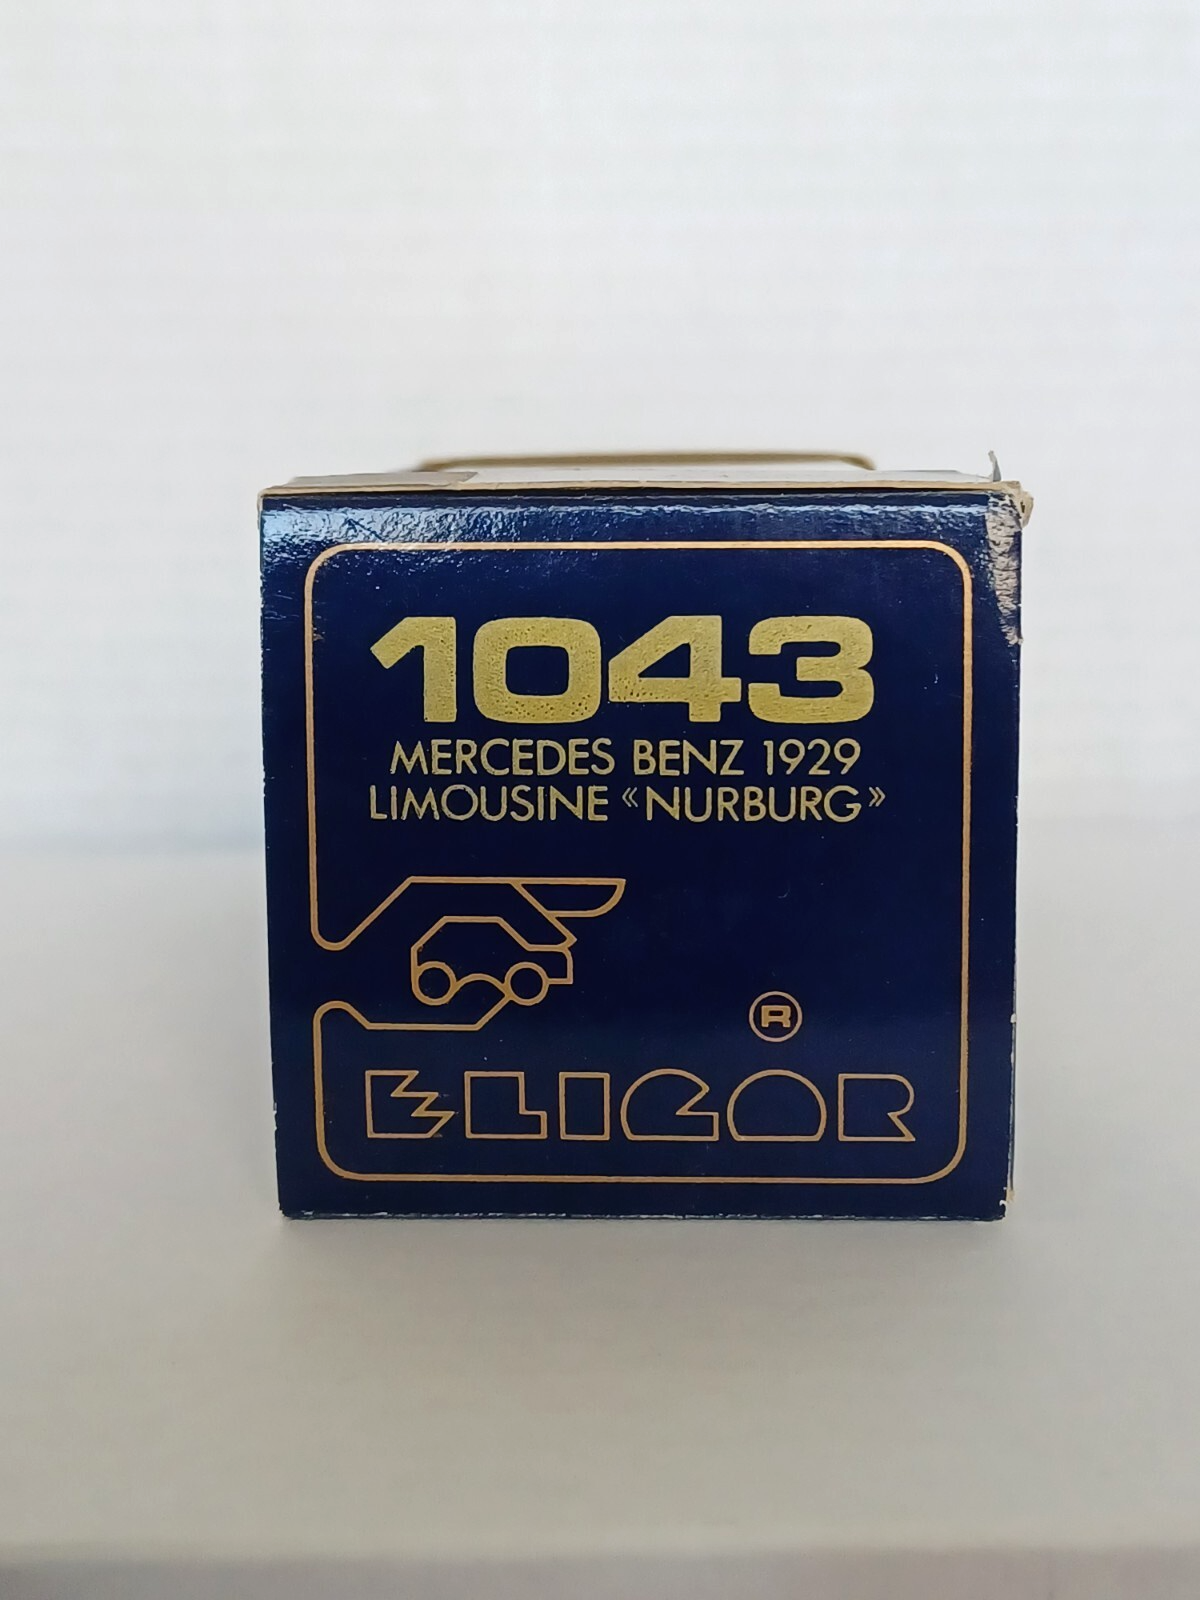 1043
MERCEDES BENZ 1929
LIMOUSINE «NURBURG»
®
ELIGOR